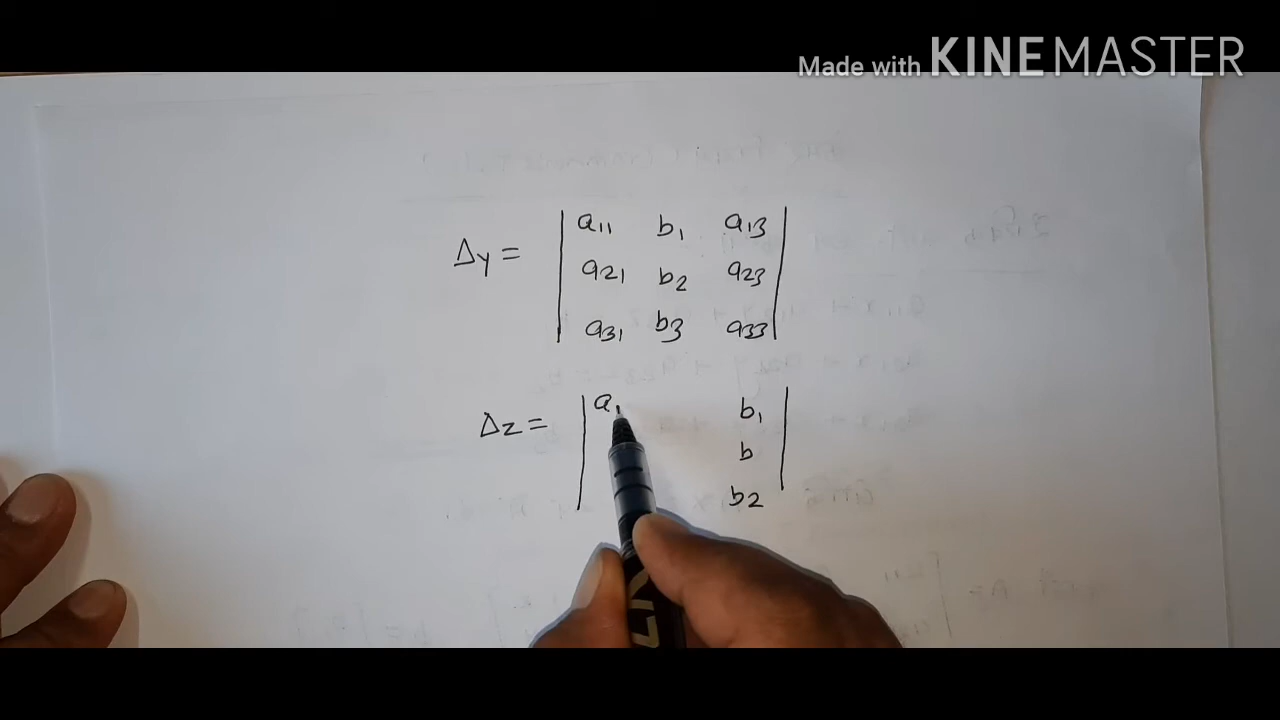 Made with KINEMASTER
a11 b1 a13
Δy = a21 b2 a23
a31 b3 a33
a1 b1
Δz = b
b2